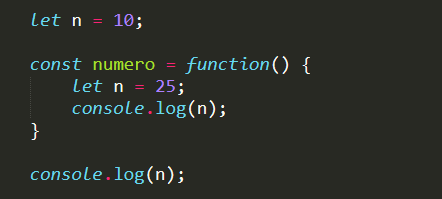 let n = 10;
const numero = function() {
let n = 25;
console.log(n);
}
console.log(n);